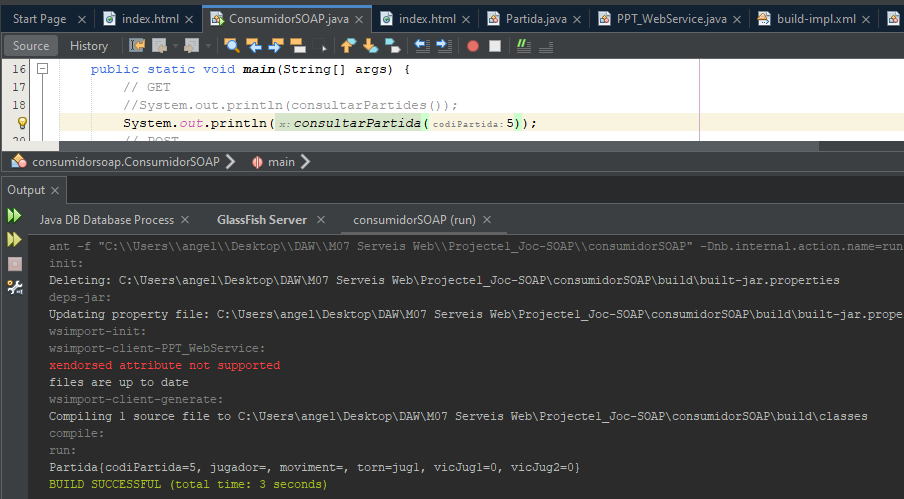 Start Page index.html ConsumidorSOAP.java index.html Partida.java PPT_WebService.java build-impl.xml
Source History
16 public static void main(String[] args) {
17 // GET
18 //System.out.println(consultarPartides());
System.out.println( x: consultarPartida( codiPartida: 5));
20 // POST
consumidorsoap.ConsumidorSOAP main
Output
Java DB Database Process GlassFish Server consumidorSOAP (run)
ant -f "C:\\Users\\angel\\Desktop\\DAW\\M07 Serveis Web\\Projecte1_Joc-SOAP\\consumidorSOAP" -Dnb.internal.action.name=run
init:
Deleting: C:\Users\angel\Desktop\DAW\M07 Serveis Web\Projecte1_Joc-SOAP\consumidorSOAP\build\built-jar.properties
deps-jar:
Updating property file: C:\Users\angel\Desktop\DAW\M07 Serveis Web\Projecte1_Joc-SOAP\consumidorSOAP\build\built-jar.prope
wsimport-init:
wsimport-client-PPT_WebService:
xendorsed attribute not supported
files are up to date
wsimport-client-generate:
Compiling 1 source file to C:\Users\angel\Desktop\DAW\M07 Serveis Web\Projecte1_Joc-SOAP\consumidorSOAP\build\classes
compile:
run:
Partida{codiPartida=5, jugador=, moviment=, torn=jug1, vicJug1=0, vicJug2=0}
BUILD SUCCESSFUL (total time: 3 seconds)